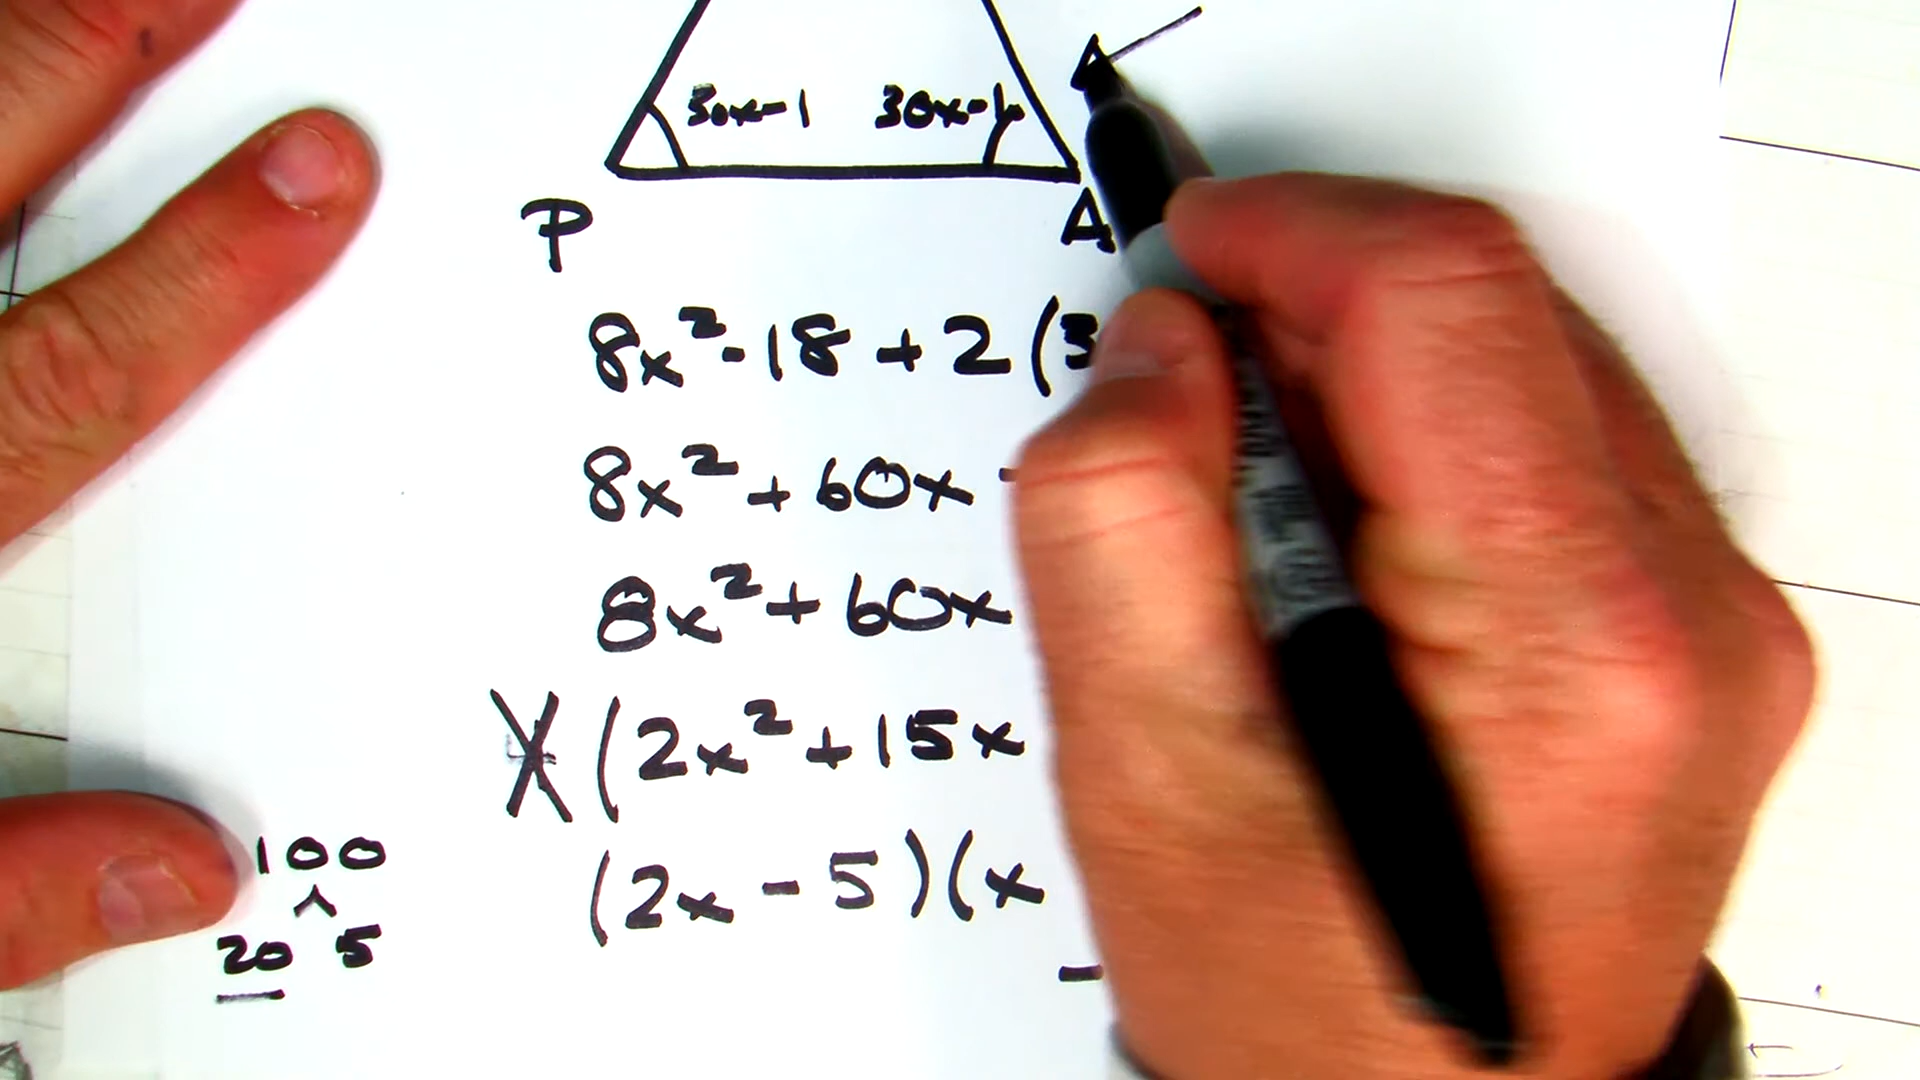 30x-1 30x-1
P A
8x²-18+2(3
8x²+60x-
8x²+60x
4(2x²+15x
(2x-5)(x
-
100
20 5